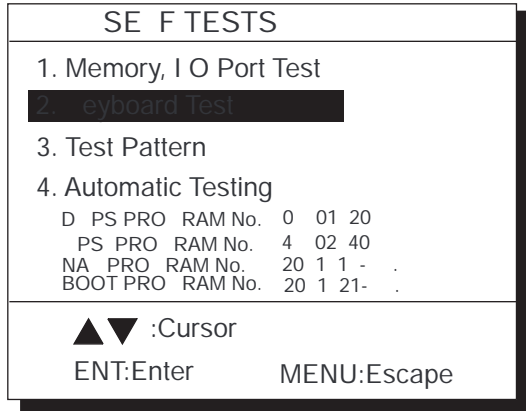 SE F TESTS
1. Memory, I O Port Test
2. eyboard Test
3. Test Pattern
4. Automatic Testing
D PS PRO RAM No. 0 01 20
PS PRO RAM No. 4 02 40
NA PRO RAM No. 20 1 1 - .
BOOT PRO RAM No. 20 1 21- .
▲▼ :Cursor
ENT:Enter MENU:Escape